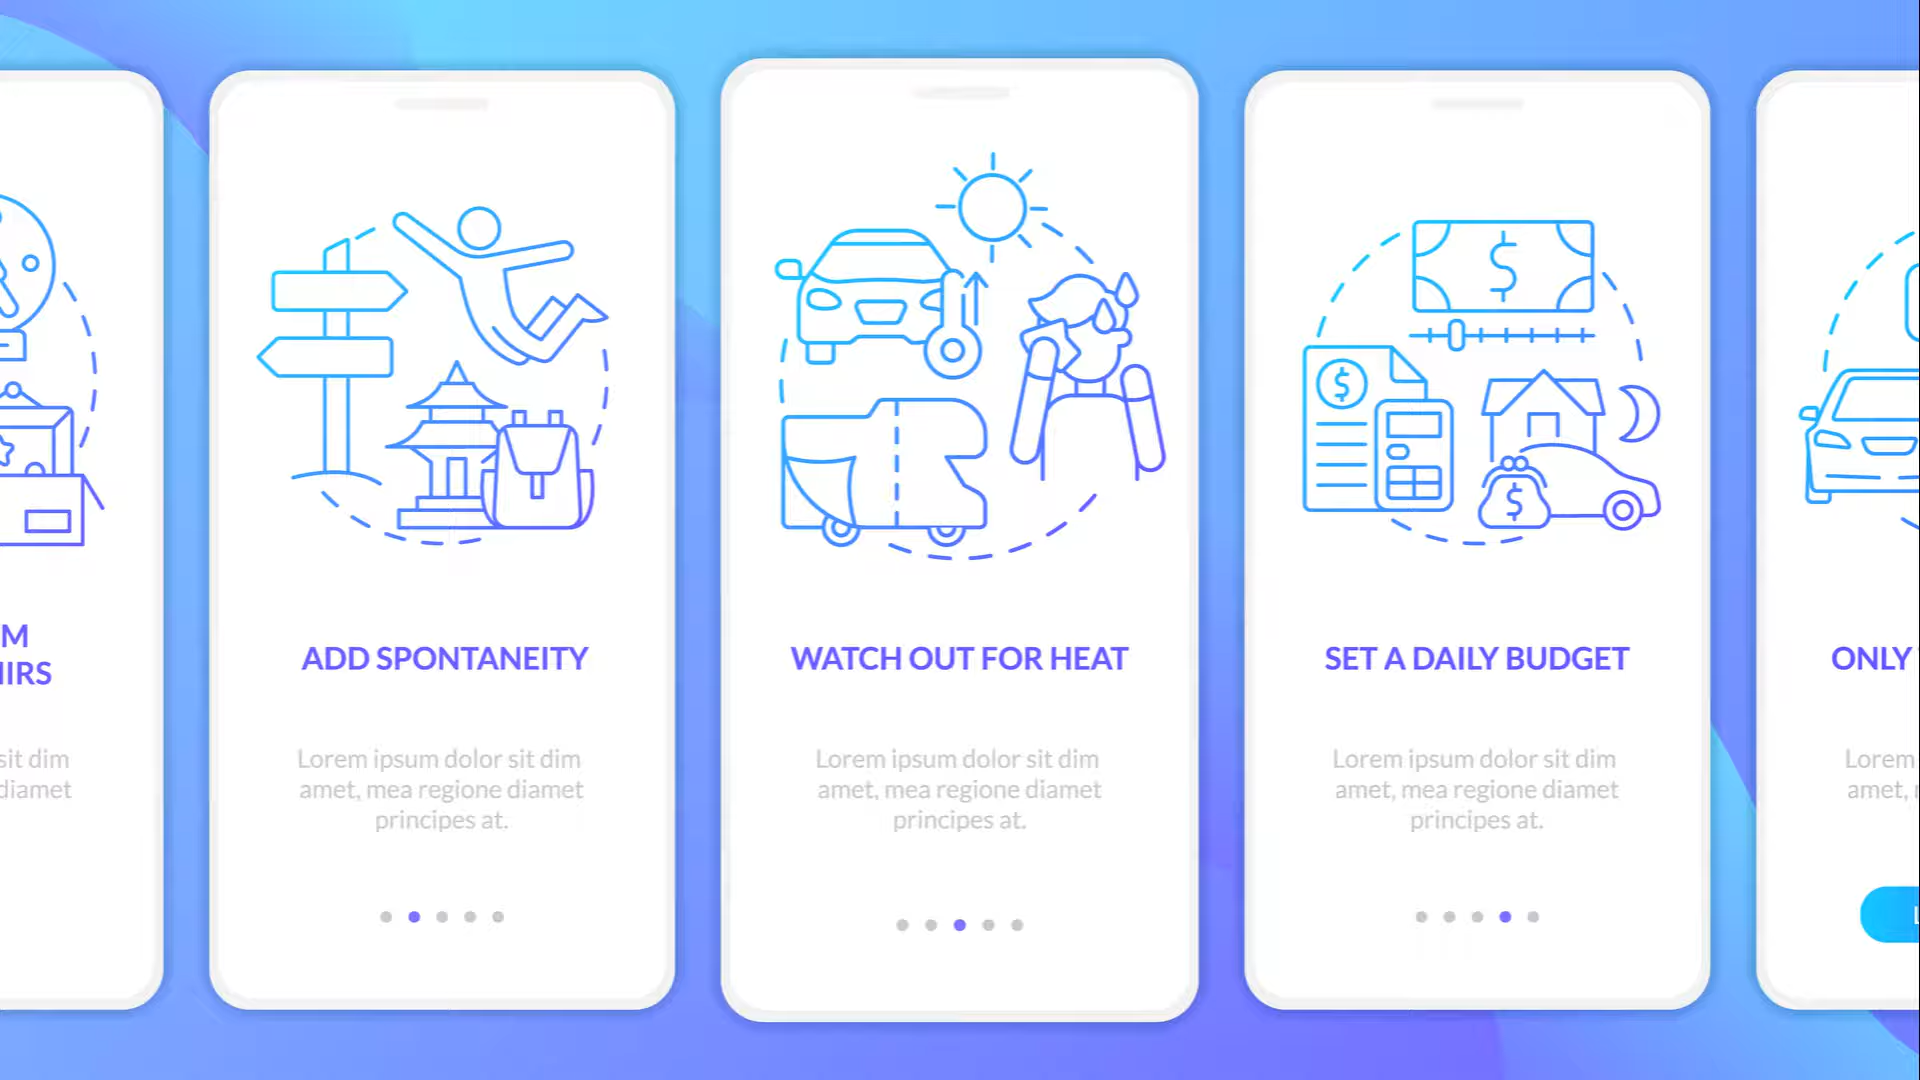 M
IRS
sit dim
diamet
ADD SPONTANEITY
Lorem ipsum dolor sit dim
amet, mea regione diamet
principes at.
WATCH OUT FOR HEAT
Lorem ipsum dolor sit dim
amet, mea regione diamet
principes at.
SET A DAILY BUDGET
Lorem ipsum dolor sit dim
amet, mea regione diamet
principes at.
ONLY
Lorem
amet,